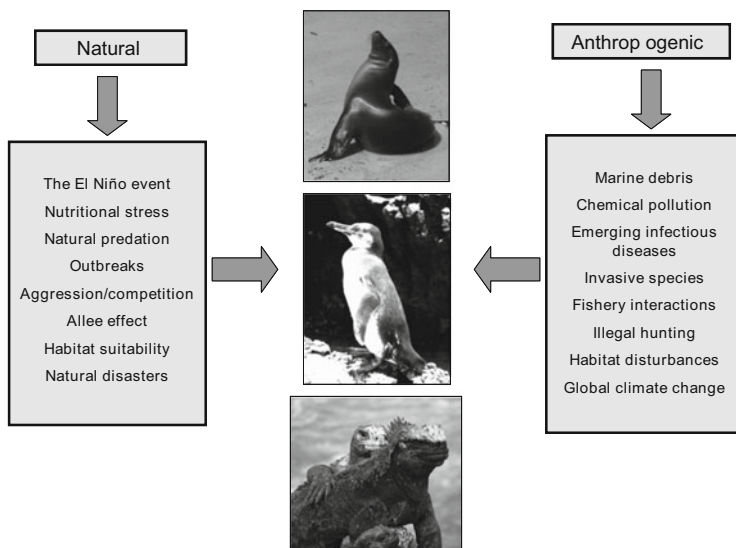 Natural
The El Niño event
Nutritional stress
Natural predation
Outbreaks
Aggression/competition
Allee effect
Habitat suitability
Natural disasters
Anthrop ogenic
Marine debris
Chemical pollution
Emerging infectious
diseases
Invasive species
Fishery interactions
Illegal hunting
Habitat disturbances
Global climate change